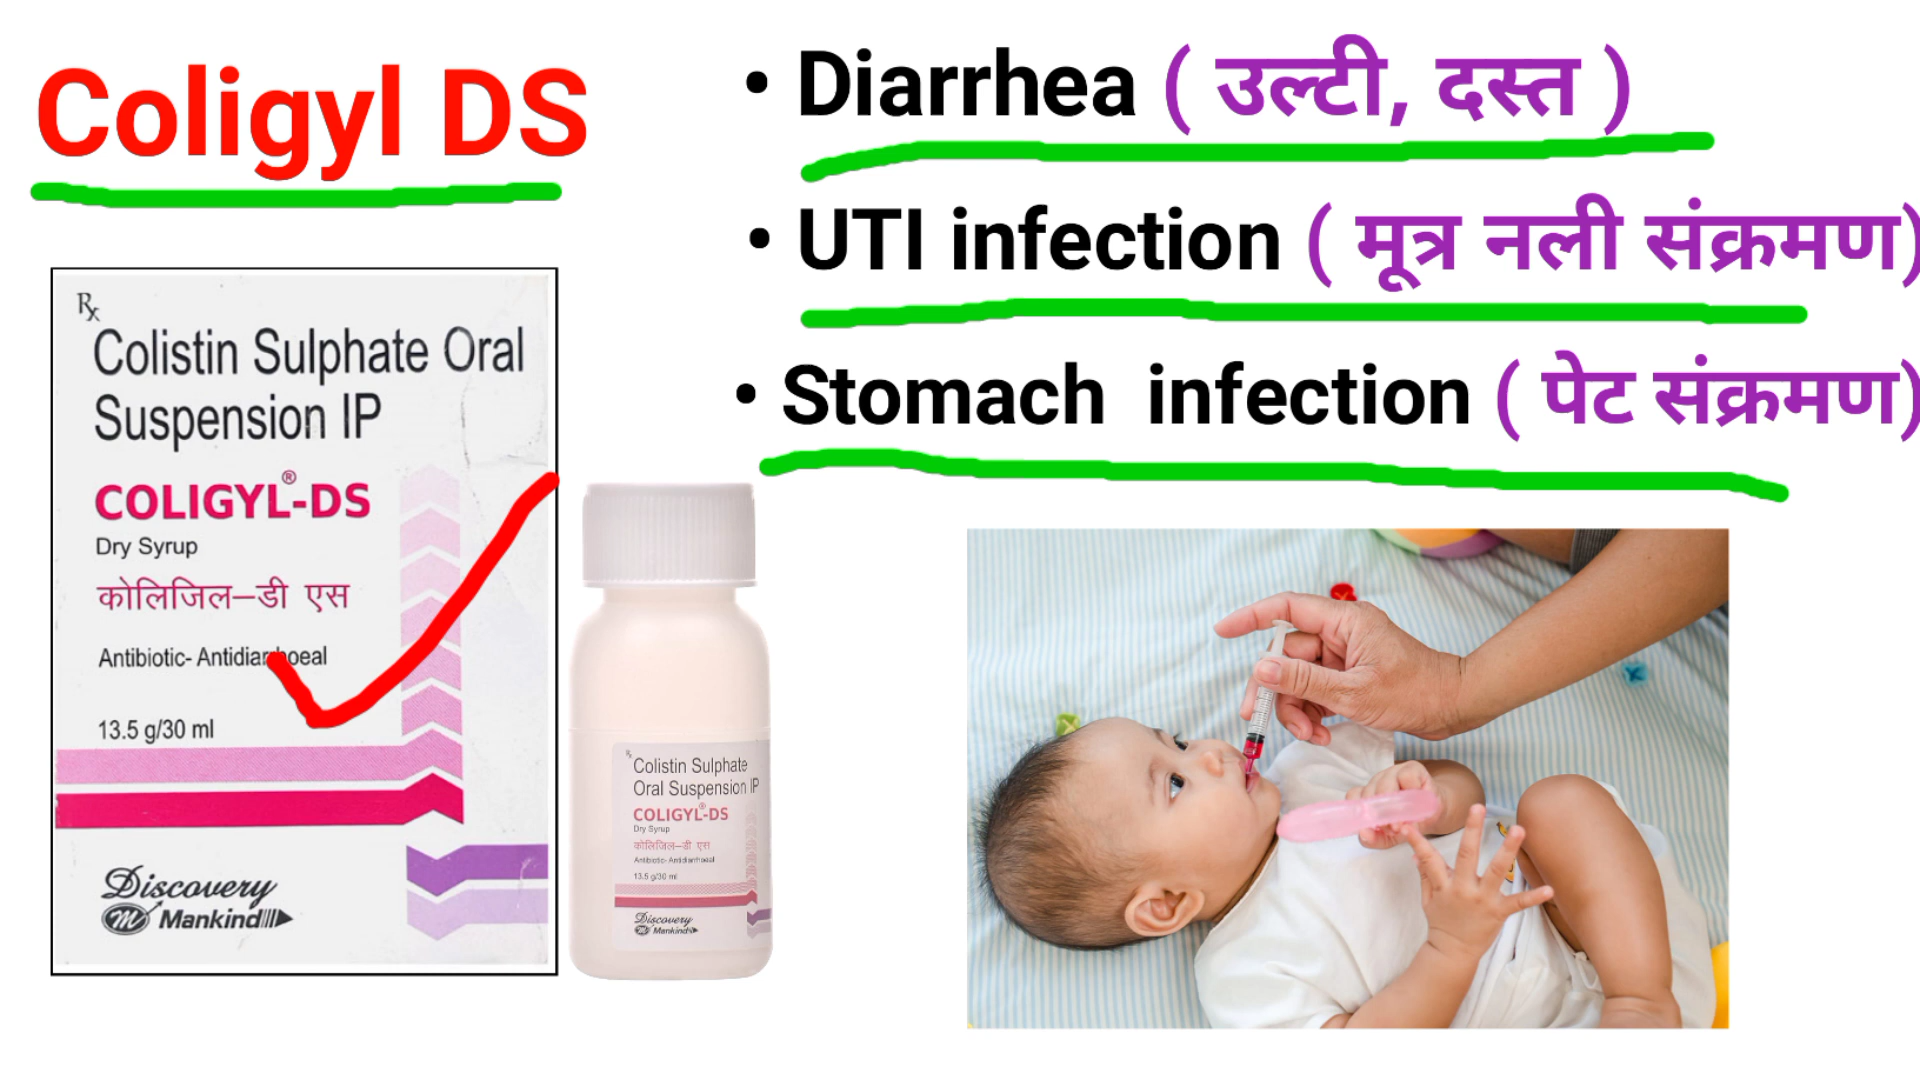 Coligyl DS
• Diarrhea ( उल्टी, दस्त )
• UTI infection ( मूत्र नली संक्रमण)
• Stomach infection ( पेट संक्रमण)
Rx
Colistin Sulphate Oral
Suspension IP
COLIGYL®-DS
Dry Syrup
कोलिजिल–डी एस
Antibiotic- Antidiarrhoeal
13.5 g/30 ml
Discovery
M Mankind
Rx
Colistin Sulphate
Oral Suspension IP
COLIGYL®-DS
Dry Syrup
कोलिजिल–डी एस
Antibiotic- Antidiarrhoeal
13.5 g/30 ml
Discovery
M Mankind